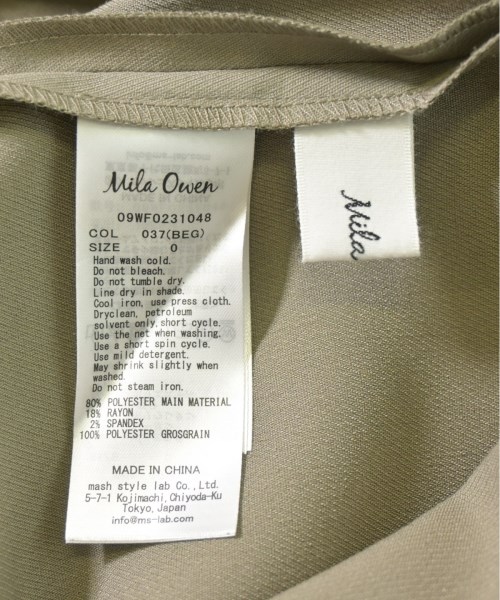 Mila Owen
09WF0231048
COL 037(BEG)
SIZE 0
Hand wash cold.
Do not bleach.
Do not tumble dry.
Line dry in shade.
Cool iron, use press cloth.
Dryclean, petroleum
solvent only, short cycle.
Use the net when washing.
Use a short spin cycle.
Use mild detergent.
May shrink slightly when
washed.
Do not steam iron.
80% POLYESTER MAIN MATERIAL
18% RAYON
2% SPANDEX
100% POLYESTER GROSGRAIN
MADE IN CHINA
mash style lab Co.,Ltd.
5-7-1 Kojimachi,Chiyoda-Ku
Tokyo,Japan
info@ms-lab.com
Mila